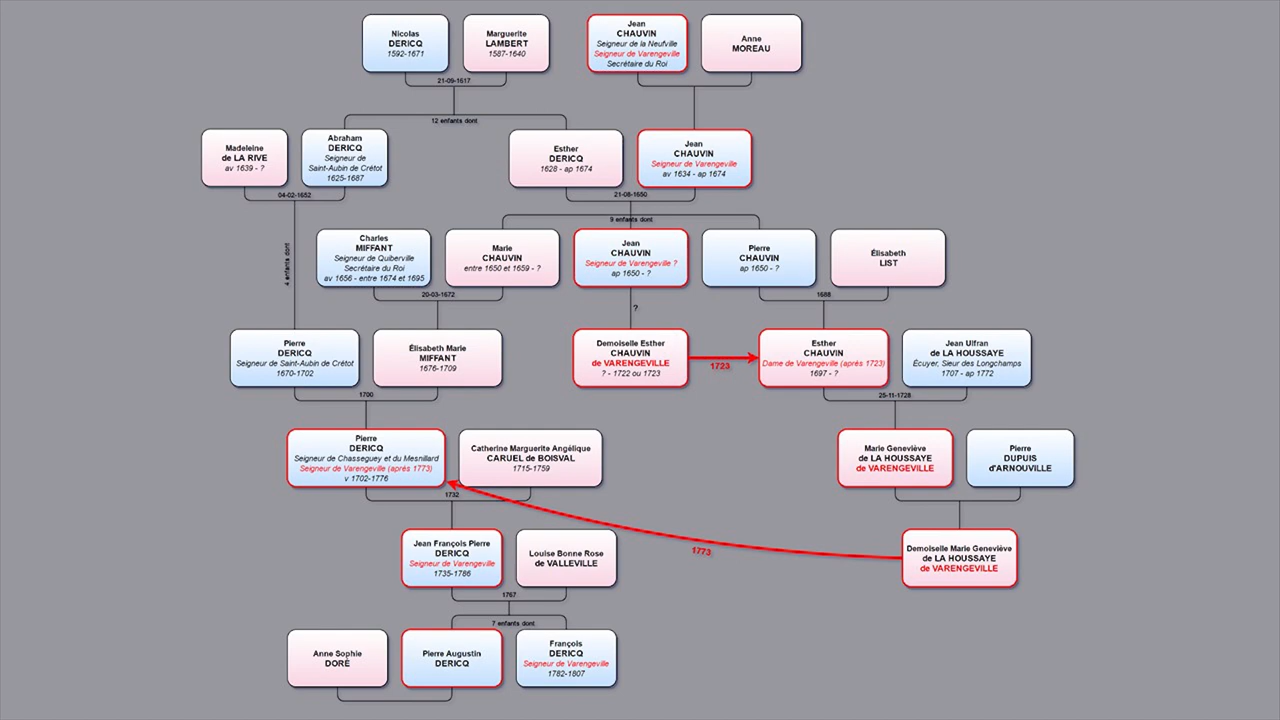 Nicolas
DERICQ
1592-1671
Marguerite
LAMBERT
1587-1640
Jean
CHAUVIN
Seigneur de la Neufville
Seigneur de Varengeville
Secrétaire du Roi
Anne
MOREAU
21-09-1617
12 enfants dont
Madeleine
de LA RIVE
av 1639 - ?
Abraham
DERICQ
Seigneur de
Saint-Aubin de Crétot
1625-1687
Esther
DERICQ
1628 - ap 1674
Jean
CHAUVIN
Seigneur de Varengeville
av 1634 - ap 1674
04-02-1652
21-08-1650
9 enfants dont
4 enfants dont
Charles
MIFFANT
Seigneur de Quiberville
Secrétaire du Roi
av 1656 - entre 1674 et 1695
Marie
CHAUVIN
entre 1650 et 1659 - ?
Jean
CHAUVIN
Seigneur de Varengeville ?
ap 1650 - ?
Pierre
CHAUVIN
ap 1650 - ?
Élisabeth
LIST
20-03-1672
?
1688
Pierre
DERICQ
Seigneur de Saint-Aubin de Crétot
1670-1702
Élisabeth Marie
MIFFANT
1676-1709
Demoiselle Esther
CHAUVIN
de VARENGEVILLE
? - 1722 ou 1723
1723
Esther
CHAUVIN
Dame de Varengeville (après 1723)
1697 - ?
Jean Ulfran
de LA HOUSSAYE
Écuyer, Sieur des Longchamps
1707 - ap 1772
1700
25-11-1728
Pierre
DERICQ
Seigneur de Chasseguey et du Mesnillard
Seigneur de Varengeville (après 1773)
v 1702-1776
Catherine Marguerite Angélique
CARUEL de BOISVAL
1715-1759
Marie Geneviève
de LA HOUSSAYE
de VARENGEVILLE
Pierre
DUPUIS
d'ARNOUVILLE
1732
1773
Jean François Pierre
DERICQ
Seigneur de Varengeville
1735-1786
Louise Bonne Rose
de VALLEVILLE
Demoiselle Marie Geneviève
de LA HOUSSAYE
de VARENGEVILLE
1767
7 enfants dont
Anne Sophie
DORÉ
Pierre Augustin
DERICQ
François
DERICQ
Seigneur de Varengeville
1782-1807